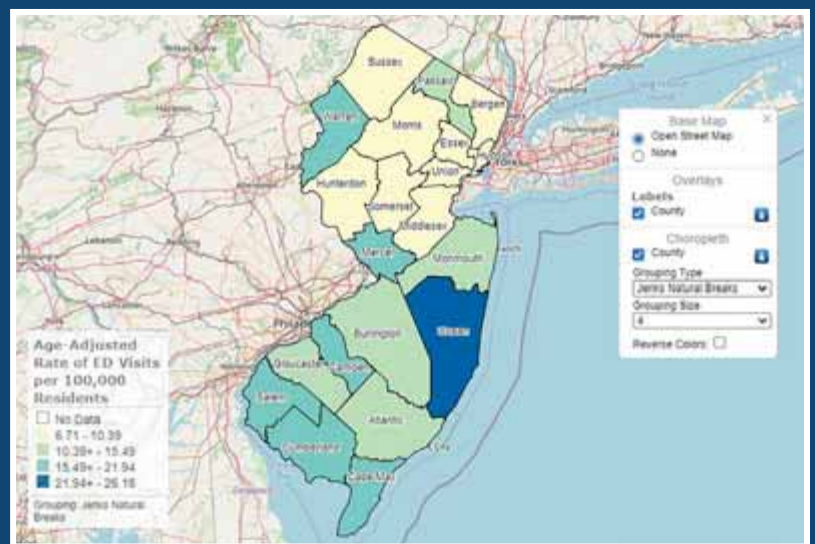 Sussex
Passaic
Bergen
Warren
Morris
Essex
Union
Hunterdon
Somerset
Middlesex
Mercer
Monmouth
Ocean
Burlington
Gloucester
Camden
Salem
Atlantic
Cumberland
Cape May
Base Map
Open Street Map
None
Overlays
Labels
County
Choropleth
County
Grouping Type
Jenks Natural Breaks
Grouping Size
4
Reverse Colors:
Age-Adjusted
Rate of ED Visits
per 100,000
Residents
No Data
6.71 - 10.39
10.39+ - 15.49
15.49+ - 21.94
21.94+ - 26.18
Grouping: Jenks Natural
Breaks